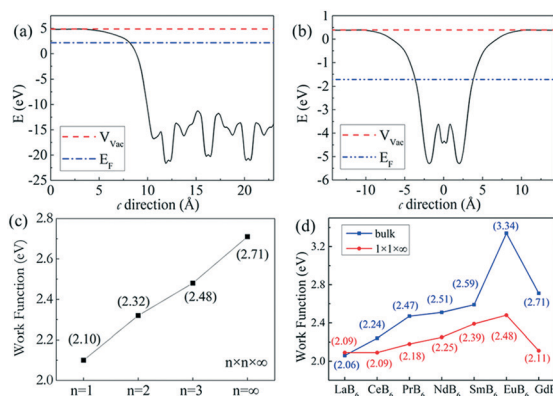 (a)
5
0
-5
-10
-15
-20
-25
E (eV)
V_Vac
E_F
0 5 10 15 20
c direction (Å)
(b)
1
0
-1
-2
-3
-4
-5
-6
E (eV)
V_Vac
E_F
-10 -5 0 5 10
c direction (Å)
(c)
2.8
2.6
2.4
2.2
2.0
Work Function (eV)
(2.71)
(2.48)
(2.32)
(2.10)
n×n×∞
n=1 n=2 n=3 n=∞
(d)
3.2
2.8
2.4
2.0
Work Function (eV)
bulk
1×1×∞
(3.34)
(2.71)
(2.59)
(2.51)
(2.47)
(2.24)
(2.06)
(2.09)
(2.09)
(2.18)
(2.25)
(2.39)
(2.48)
(2.11)
LaB6 CeB6 PrB6 NdB6 SmB6 EuB6 GdB